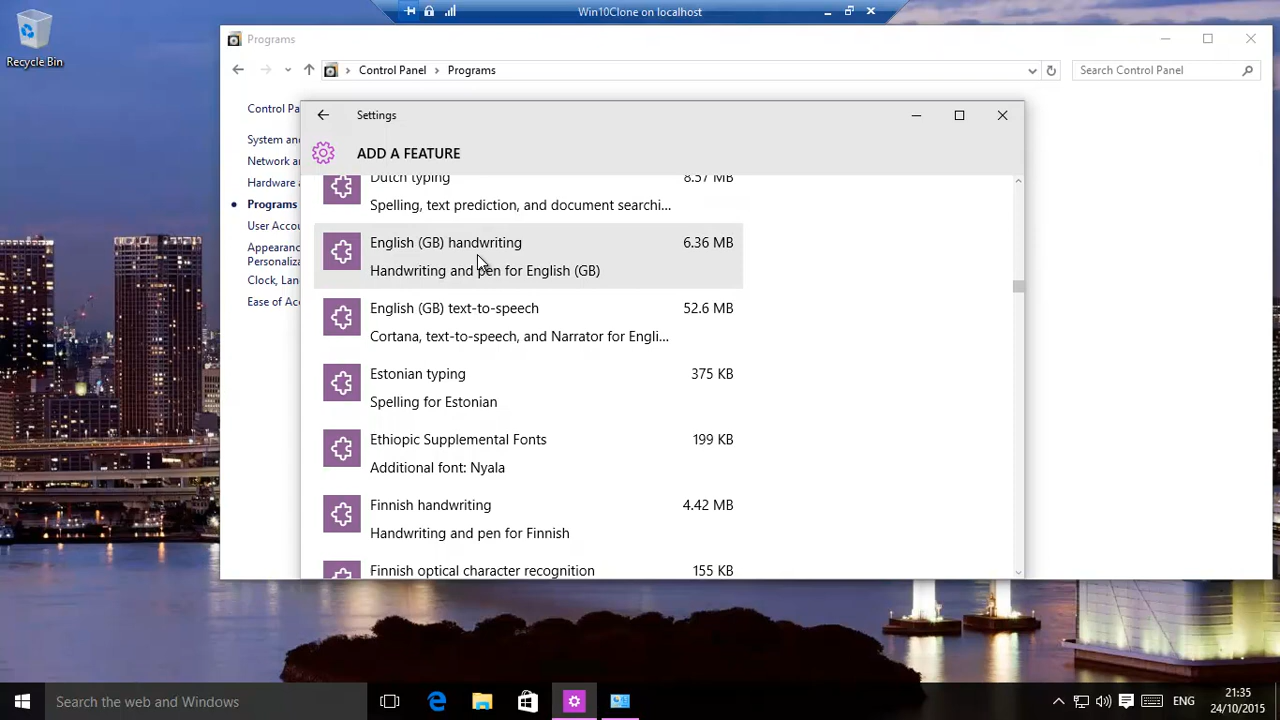 Win10Clone on localhost
Recycle Bin
Programs
Control Panel
Programs
Search Control Panel
Control Pa
System an
Network a
Hardware a
Programs
User Accou
Appearanc
Personaliza
Clock, Lan
Ease of Acc
Settings
ADD A FEATURE
Dutch typing 8.57 MB
Spelling, text prediction, and document searchi...
English (GB) handwriting 6.36 MB
Handwriting and pen for English (GB)
English (GB) text-to-speech 52.6 MB
Cortana, text-to-speech, and Narrator for Engli...
Estonian typing 375 KB
Spelling for Estonian
Ethiopic Supplemental Fonts 199 KB
Additional font: Nyala
Finnish handwriting 4.42 MB
Handwriting and pen for Finnish
Finnish optical character recognition 155 KB
Search the web and Windows
ENG
21:35
24/10/2015